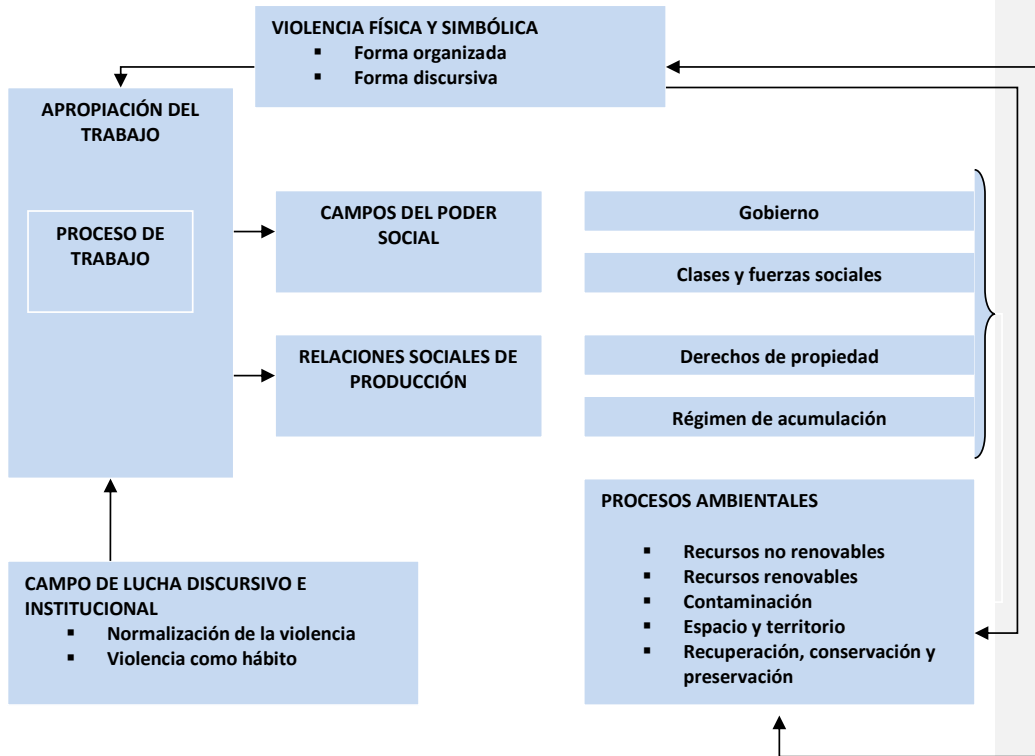 VIOLENCIA FÍSICA Y SIMBÓLICA
▪ Forma organizada
▪ Forma discursiva
APROPIACIÓN DEL
TRABAJO
PROCESO DE
TRABAJO
CAMPOS DEL PODER
SOCIAL
RELACIONES SOCIALES DE
PRODUCCIÓN
Gobierno
Clases y fuerzas sociales
Derechos de propiedad
Régimen de acumulación
PROCESOS AMBIENTALES
▪ Recursos no renovables
▪ Recursos renovables
▪ Contaminación
▪ Espacio y territorio
▪ Recuperación, conservación y
preservación
CAMPO DE LUCHA DISCURSIVO E
INSTITUCIONAL
▪ Normalización de la violencia
▪ Violencia como hábito